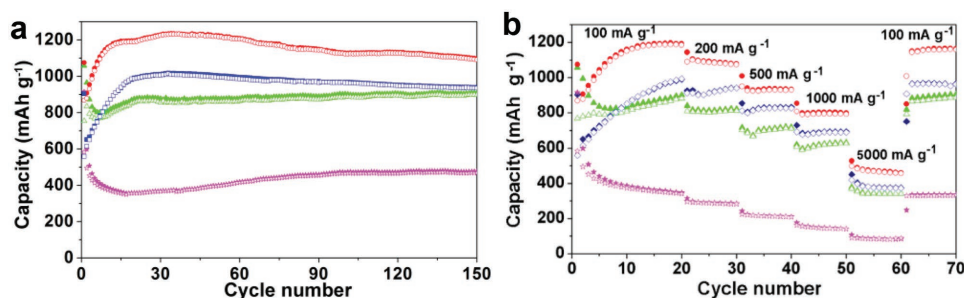 a
Capacity (mAh g⁻¹)
1200
1000
800
600
400
200
0
0 30 60 90 120 150
Cycle number
b
Capacity (mAh g⁻¹)
1200
1000
800
600
400
200
0
100 mA g⁻¹
200 mA g⁻¹
500 mA g⁻¹
1000 mA g⁻¹
5000 mA g⁻¹
100 mA g⁻¹
0 10 20 30 40 50 60 70
Cycle number